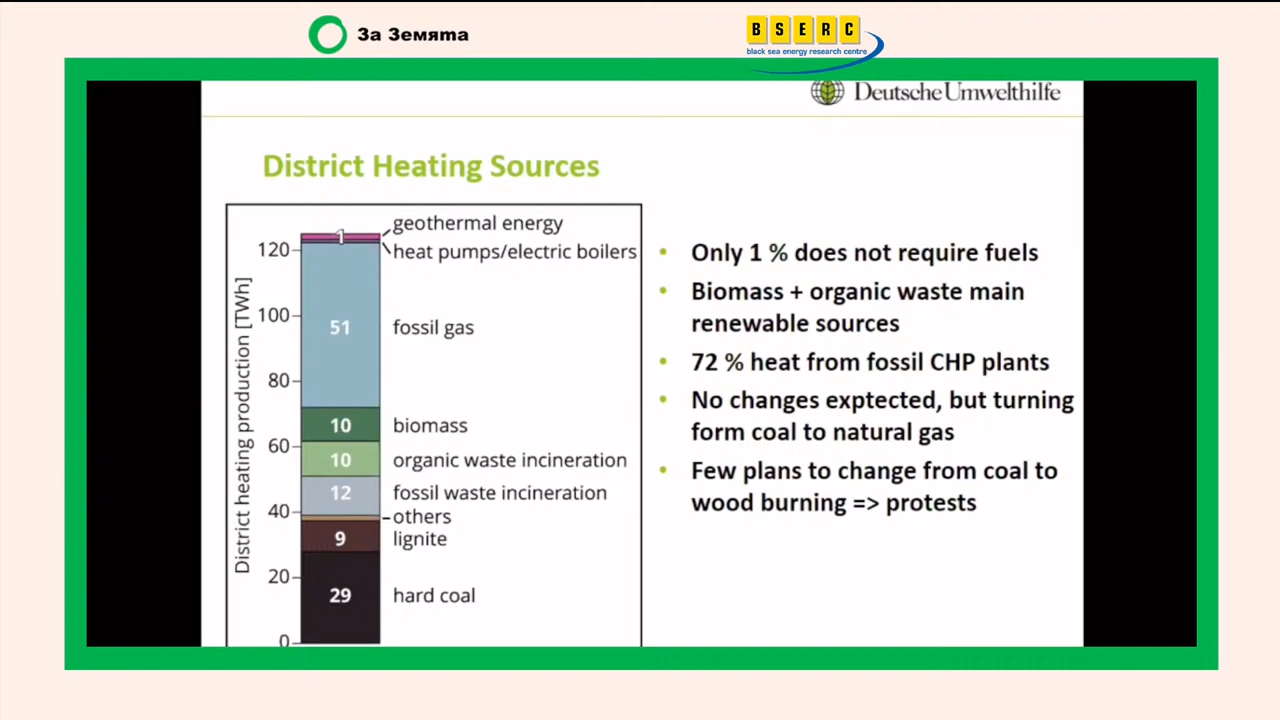 За Земята
BSERC
black sea energy research centre
Deutsche Umwelthilfe
District Heating Sources
District heating production [TWh]
120
100
80
60
40
20
0
1
51
10
10
12
9
29
geothermal energy
heat pumps/electric boilers
fossil gas
biomass
organic waste incineration
fossil waste incineration
others
lignite
hard coal
• Only 1 % does not require fuels
• Biomass + organic waste main
renewable sources
• 72 % heat from fossil CHP plants
• No changes exptected, but turning
form coal to natural gas
• Few plans to change from coal to
wood burning => protests